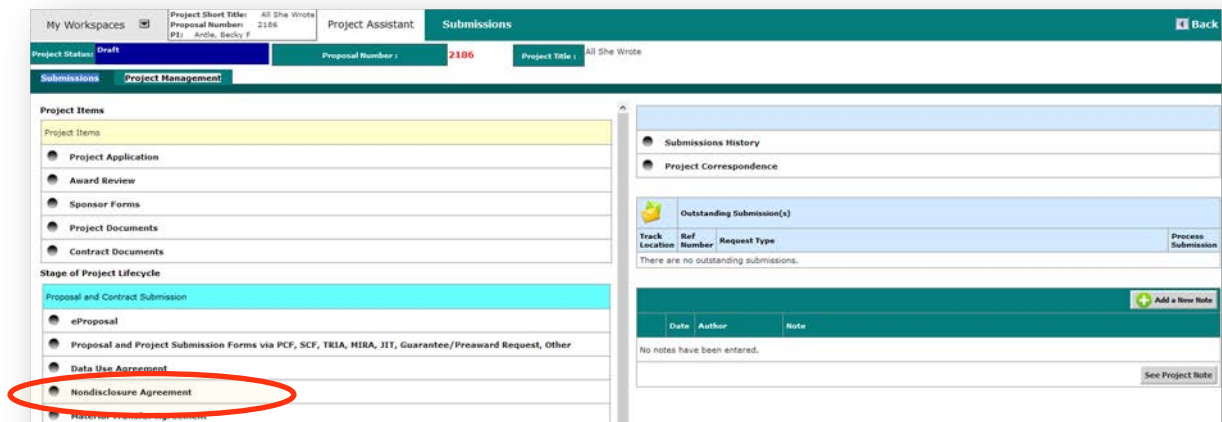 My Workspaces
Project Short Title: All She Wrote
Proposal Number: 2186
PI: Antle, Becky F
Project Assistant
Submissions
Back
Project Status: Draft
Proposal Number :
2186
Project Title :
All She Wrote
Submissions
Project Management
Project Items
Project Items
Project Application
Award Review
Sponsor Forms
Project Documents
Contract Documents
Stage of Project Lifecycle
Proposal and Contract Submission
eProposal
Proposal and Project Submission Forms via PCF, SCF, TRIA, MIRA, JIT, Guarantee/Preaward Request, Other
Data Use Agreement
Nondisclosure Agreement
Material Transfer Agreement
Submissions History
Project Correspondence
Outstanding Submission(s)
Track Location
Ref Number
Request Type
Process Submission
There are no outstanding submissions.
Add a New Note
Date
Author
Note
No notes have been entered.
See Project Note